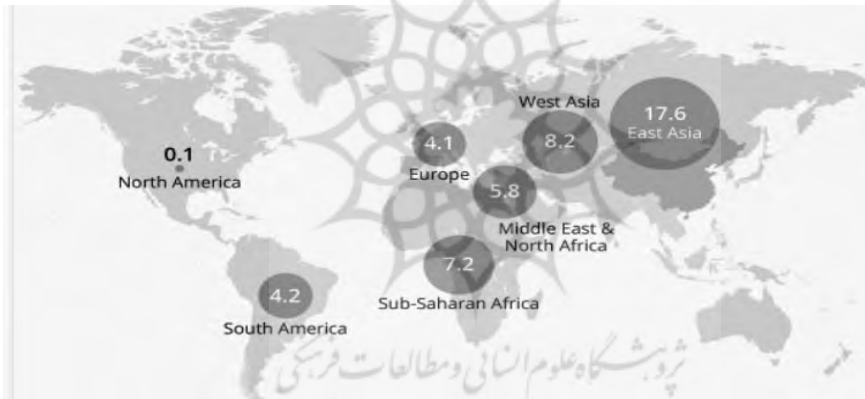 West Asia
17.6
East Asia
4.1
8.2
0.1
North America
Europe
5.8
Middle East &
North Africa
7.2
Sub-Saharan Africa
4.2
South America
پژوهشگاه علوم انسانی و مطالعات فرهنگی